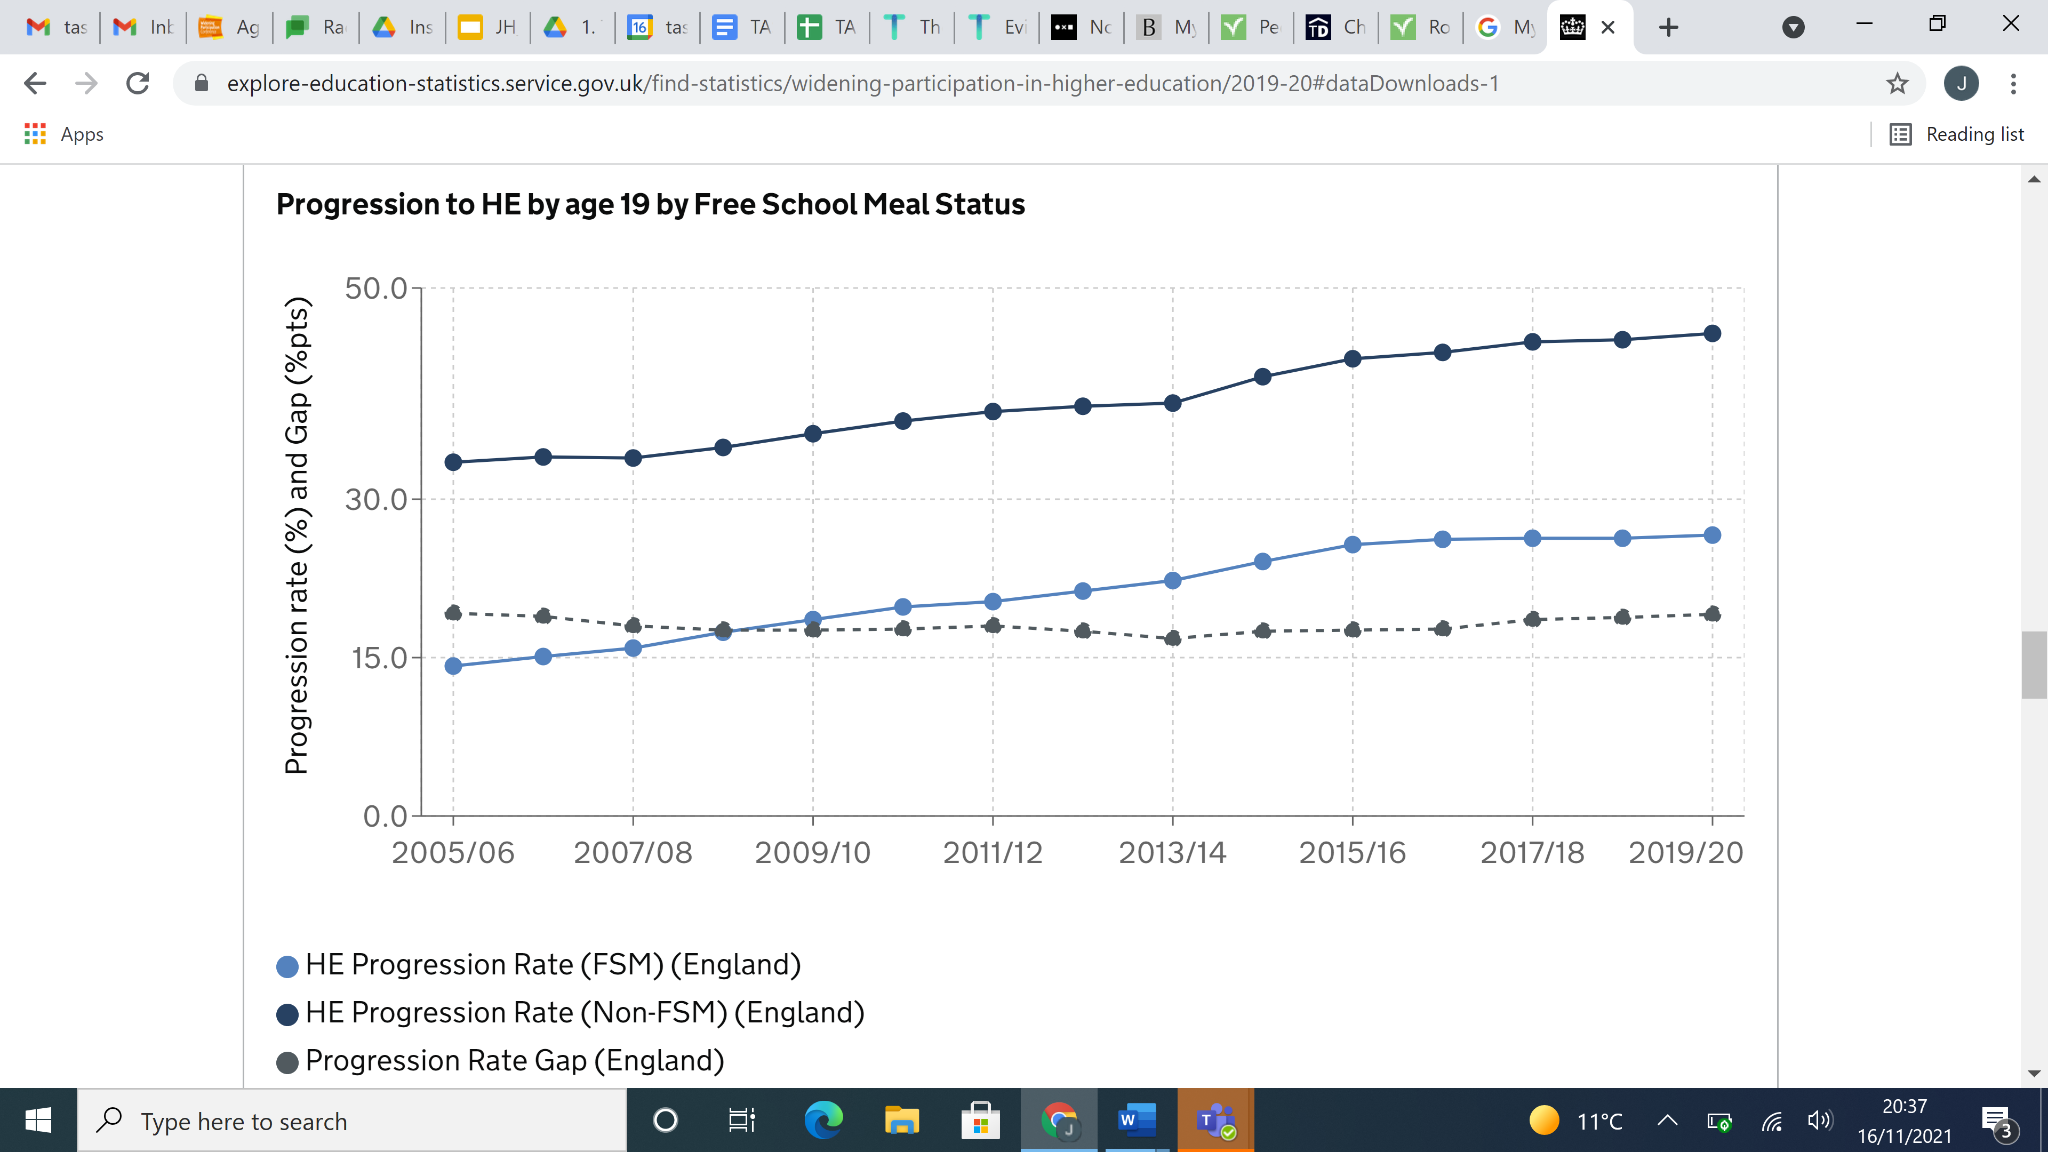 tas Inb Ag Ra Ins JH 1. 16 tas TA TA Th Evi Nc B My Pe TD Ch Ro My
explore-education-statistics.service.gov.uk/find-statistics/widening-participation-in-higher-education/2019-20#dataDownloads-1 J
Apps Reading list
Progression to HE by age 19 by Free School Meal Status
Progression rate (%) and Gap (%pts)
50.0
30.0
15.0
0.0
2005/06 2007/08 2009/10 2011/12 2013/14 2015/16 2017/18 2019/20
HE Progression Rate (FSM) (England)
HE Progression Rate (Non-FSM) (England)
Progression Rate Gap (England)
Type here to search
11°C
20:37
16/11/2021
3